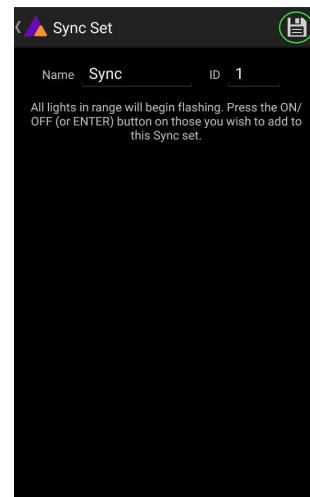 Sync Set
Name Sync ID 1
All lights in range will begin flashing. Press the ON/
OFF (or ENTER) button on those you wish to add to
this Sync set.